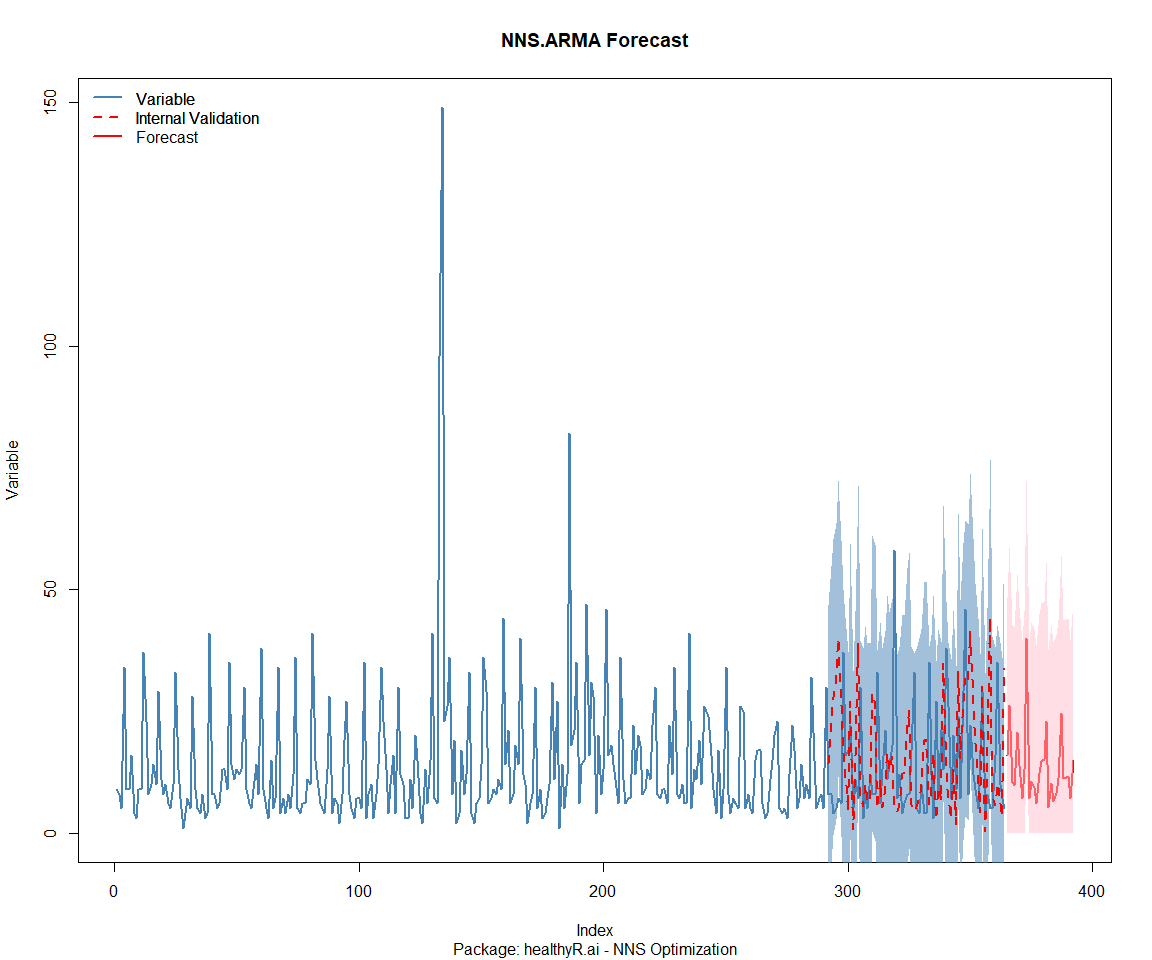 NNS.ARMA Forecast
Variable
Internal Validation
Forecast
150
100
50
0
Variable
0
100
200
300
400
Index
Package: healthyR.ai - NNS Optimization